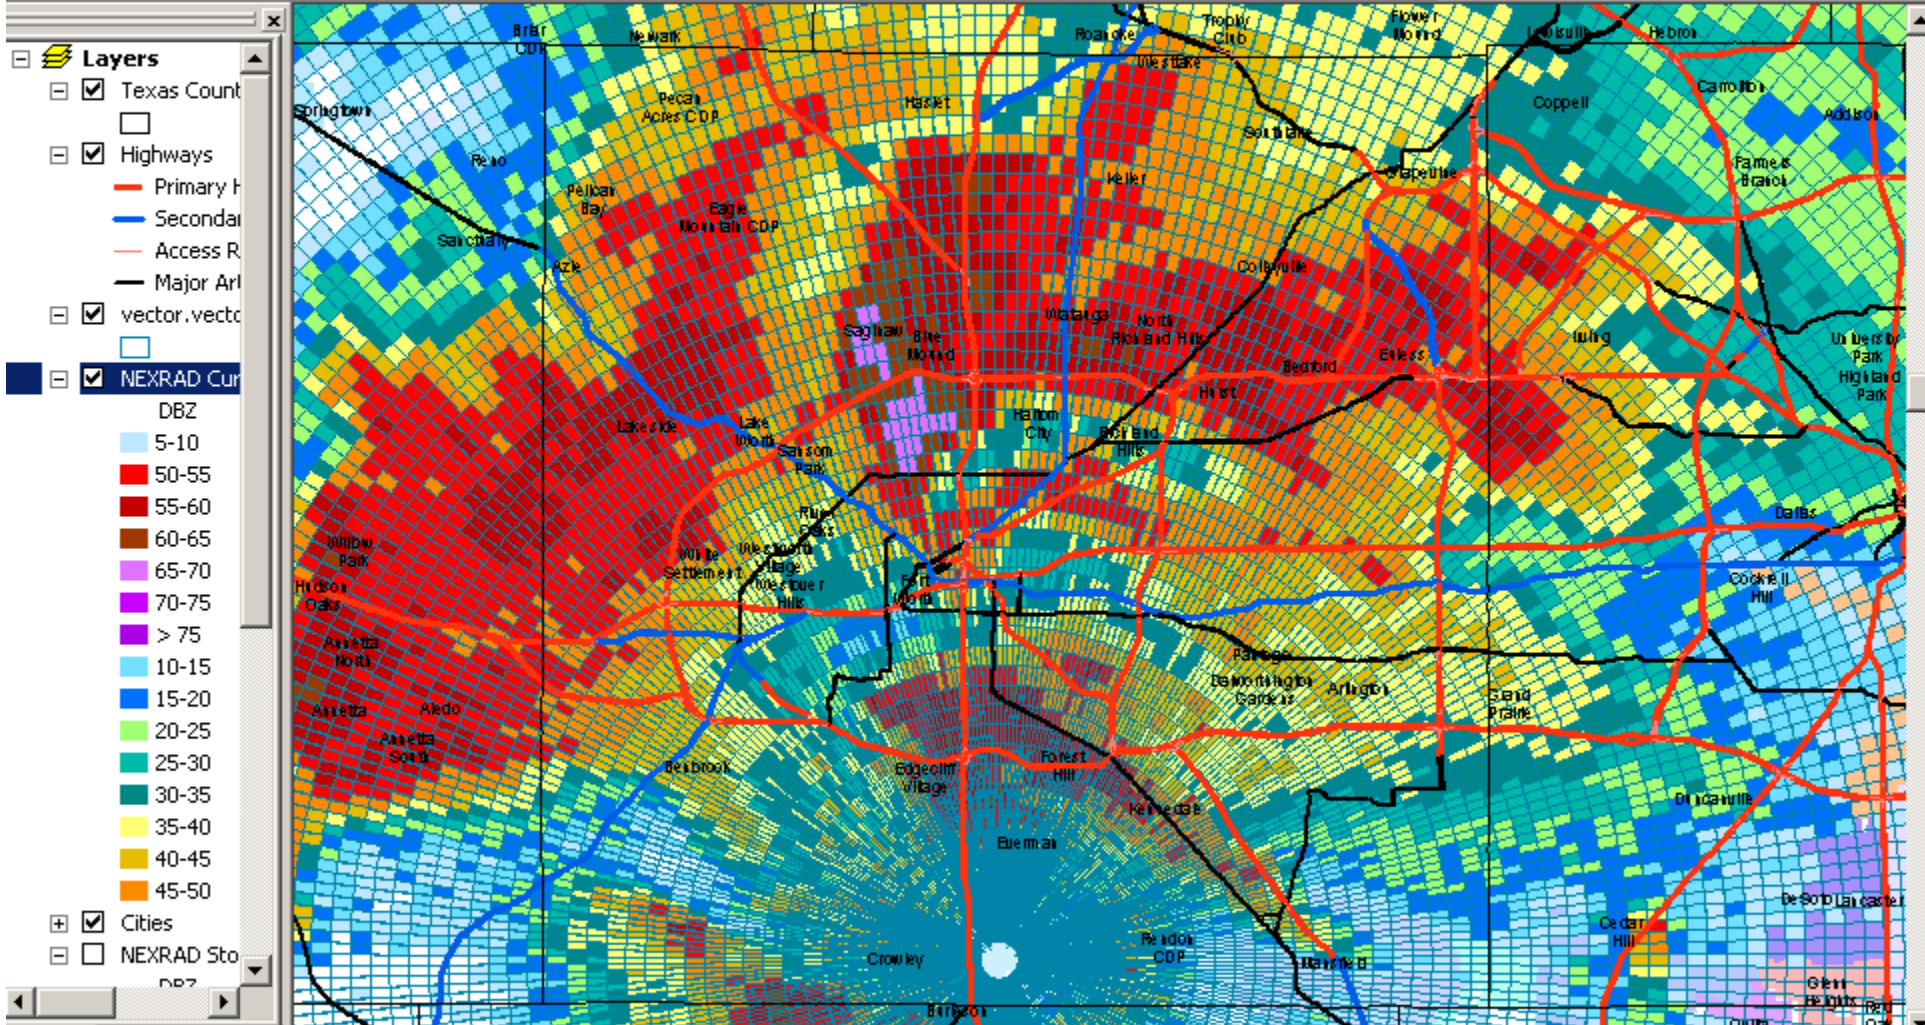 Layers
Texas Count
Highways
Primary H
Seconda
Access R
Major Art
vector.vecto
NEXRAD Cur
DBZ
5-10
50-55
55-60
60-65
65-70
70-75
> 75
10-15
15-20
20-25
25-30
30-35
35-40
40-45
45-50
Cities
NEXRAD Sto
Briar
CDP
Newark
Roanoke
Trophy
Club
Flower
Mound
Lewisville
Hebron
Westlake
Springtown
Pecan
Acres CDP
Haslet
Coppell
Carrollton
Addison
Southlake
Reno
Pelican
Bay
Keller
Grapevine
Farmers
Branch
Eagle
Mountain CDP
Sanctuary
Azle
Colleyville
Saginaw
Blue
Mound
Watauga
North
Richland Hills
Irving
University
Park
Highland
Park
Bedford
Euless
Hurst
Lakeside
Lake
Worth
Haltom
City
Richland
Hills
Sansom
Park
River
Oaks
Dallas
Willow
Park
White
Settlement
Westworth
Village
Westover
Hills
Fort
Worth
Hudson
Oaks
Cockrell
Hill
Annetta
North
Pantego
Dalworthington
Gardens
Arlington
Grand
Prairie
Annetta
Aledo
Annetta
South
Benbrook
Edgecliff
Village
Forest
Hill
Kennedale
Duncanville
Everman
DeSoto
Lancaster
Cedar
Hill
Crowley
Rendon
CDP
Mansfield
Glenn
Heights
Burleson